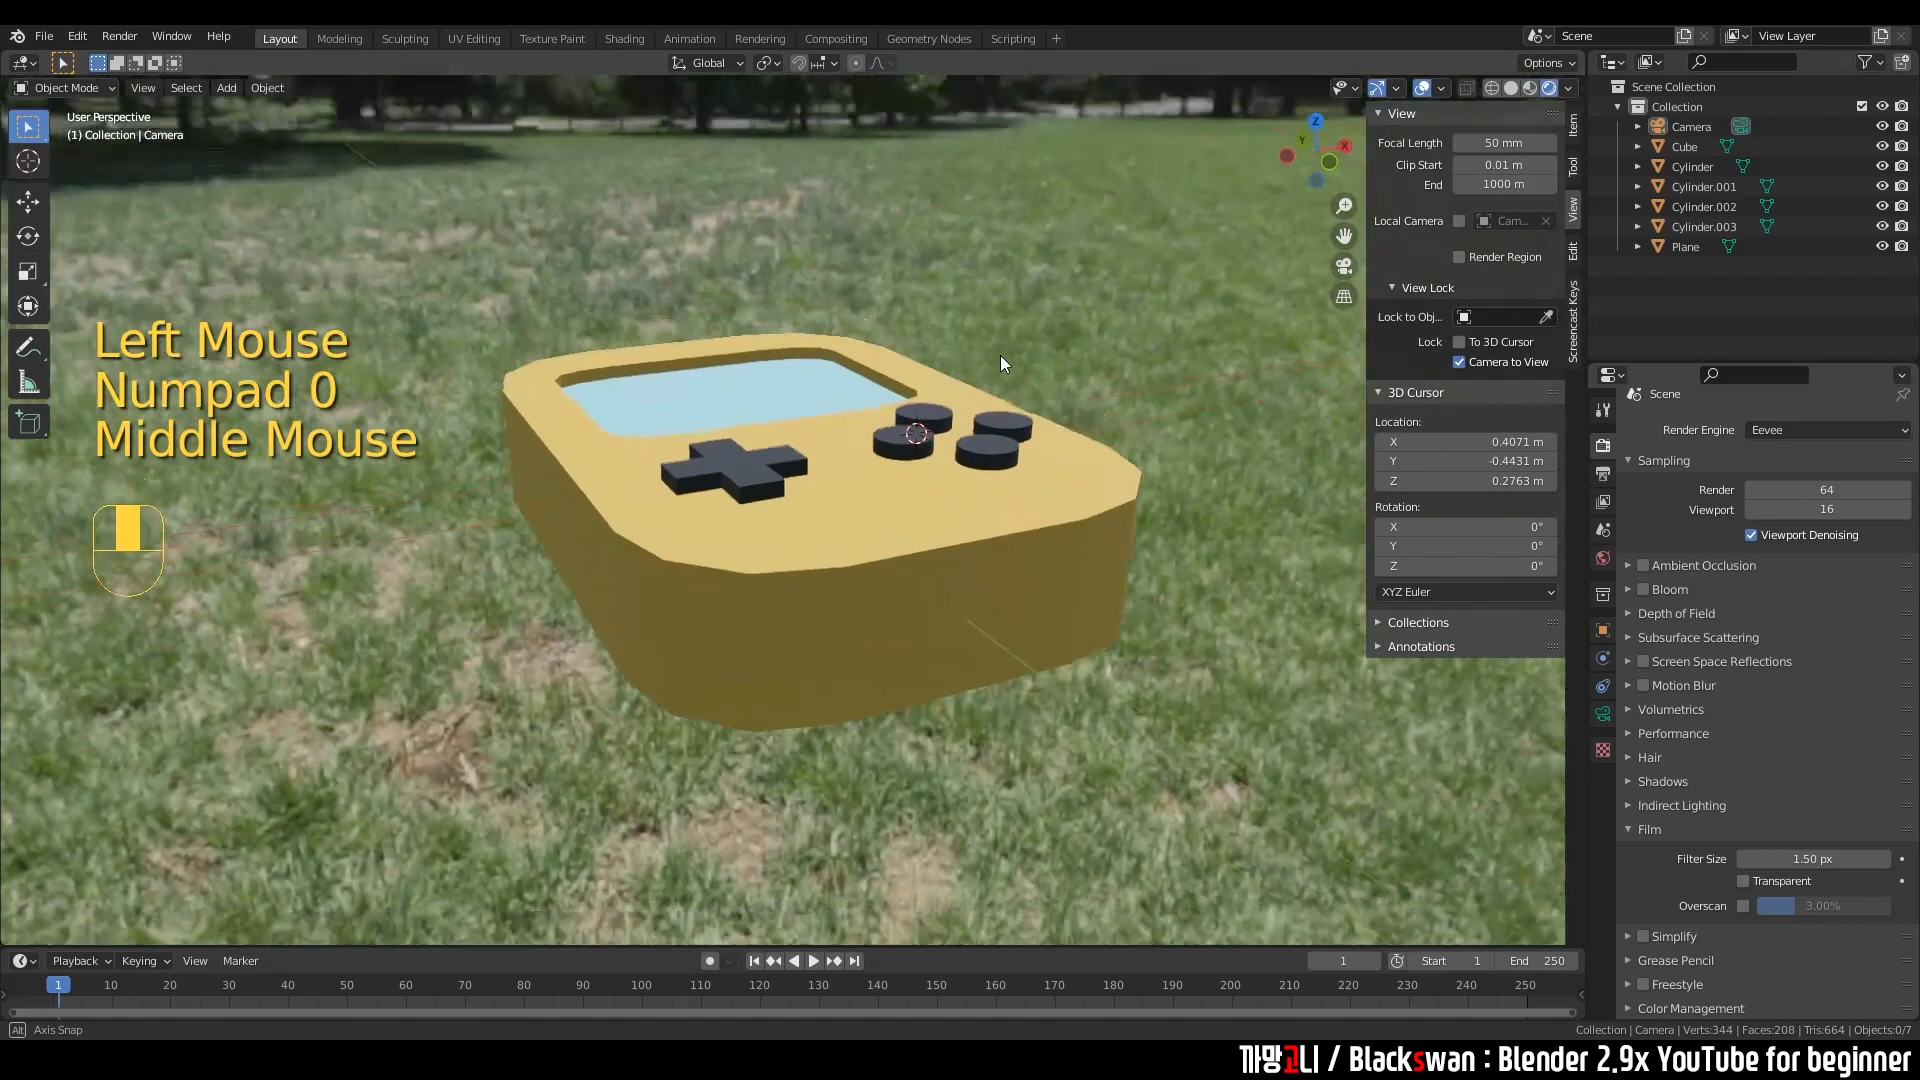 File Edit Render Window Help
Layout Modeling Sculpting UV Editing Texture Paint Shading Animation Rendering Compositing Geometry Nodes Scripting +
Scene
View Layer
Global
Options
Object Mode View Select Add Object
User Perspective
(1) Collection | Camera
Left Mouse
Numpad 0
Middle Mouse
Z
Y
X
View
Focal Length 50 mm
Clip Start 0.01 m
End 1000 m
Local Camera Cam...
Render Region
View Lock
Lock to Obj...
Lock To 3D Cursor
Camera to View
3D Cursor
Location:
X 0.4071 m
Y -0.4431 m
Z 0.2763 m
Rotation:
X 0°
Y 0°
Z 0°
XYZ Euler
Collections
Annotations
Item
Tool
View
Edit
Screencast Keys
Scene Collection
Collection
Camera
Cube
Cylinder
Cylinder.001
Cylinder.002
Cylinder.003
Plane
Scene
Render Engine Eevee
Sampling
Render 64
Viewport 16
Viewport Denoising
Ambient Occlusion
Bloom
Depth of Field
Subsurface Scattering
Screen Space Reflections
Motion Blur
Volumetrics
Performance
Hair
Shadows
Indirect Lighting
Film
Filter Size 1.50 px
Transparent
Overscan 3.00%
Simplify
Grease Pencil
Freestyle
Color Management
Playback Keying View Marker
1 Start 1 End 250
1 10 20 30 40 50 60 70 80 90 100 110 120 130 140 150 160 170 180 190 200 210 220 230 240 250
Alt Axis Snap
Collection | Camera | Verts:344 | Faces:208 | Tris:664 | Objects:0/7
까망고니 / Blackswan : Blender 2.9x YouTube for beginner